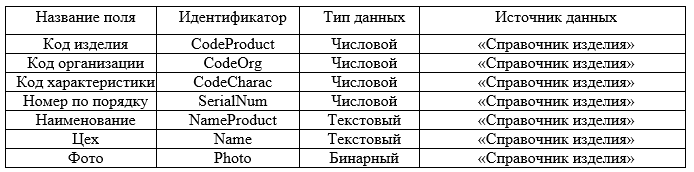 Название поля Идентификатор Тип данных Источник данных
Код изделия CodeProduct Числовой «Справочник изделия»
Код организации CodeOrg Числовой «Справочник изделия»
Код характеристики CodeCharac Числовой «Справочник изделия»
Номер по порядку SerialNum Числовой «Справочник изделия»
Наименование NameProduct Текстовый «Справочник изделия»
Цех Name Текстовый «Справочник изделия»
Фото Photo Бинарный «Справочник изделия»